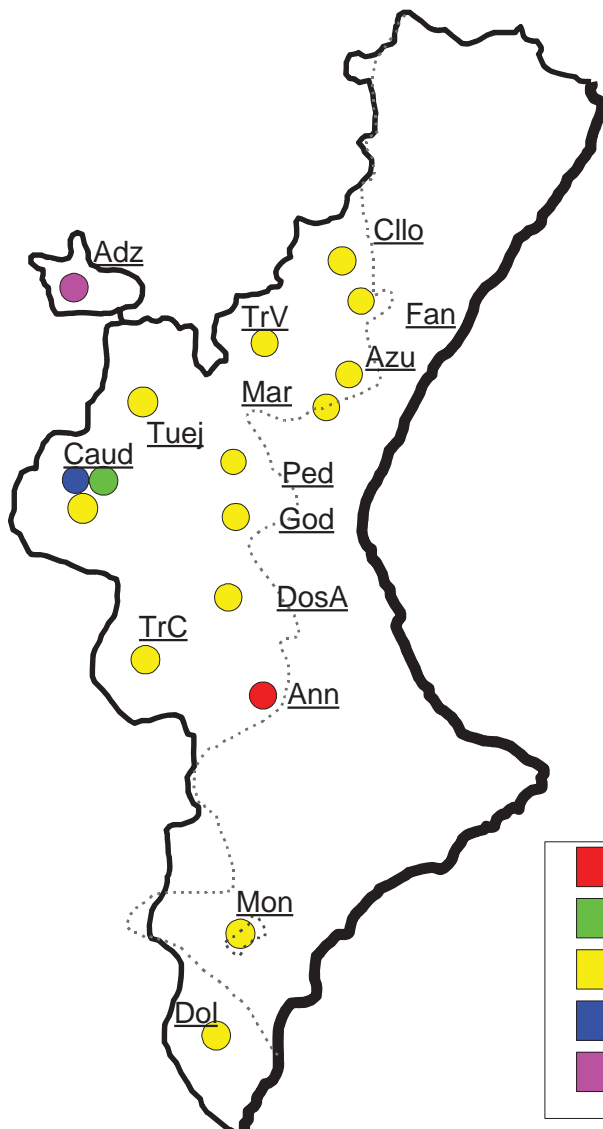 Cllo
Adz
Fan
TrV
Azu
Mar
Tuej
Caud
Ped
God
DosA
TrC
Ann
Mon
Dol